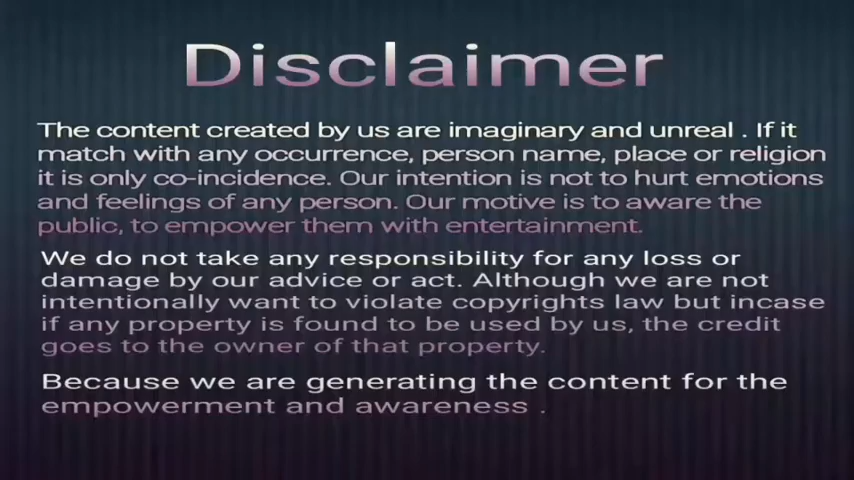 Disclaimer
The content created by us are imaginary and unreal . If it
match with any occurrence, person name, place or religion
it is only co-incidence. Our intention is not to hurt emotions
and feelings of any person. Our motive is to aware the
public, to empower them with entertainment.
We do not take any responsibility for any loss or
damage by our advice or act. Although we are not
intentionally want to violate copyrights law but incase
if any property is found to be used by us, the credit
goes to the owner of that property.
Because we are generating the content for the
empowerment and awareness .